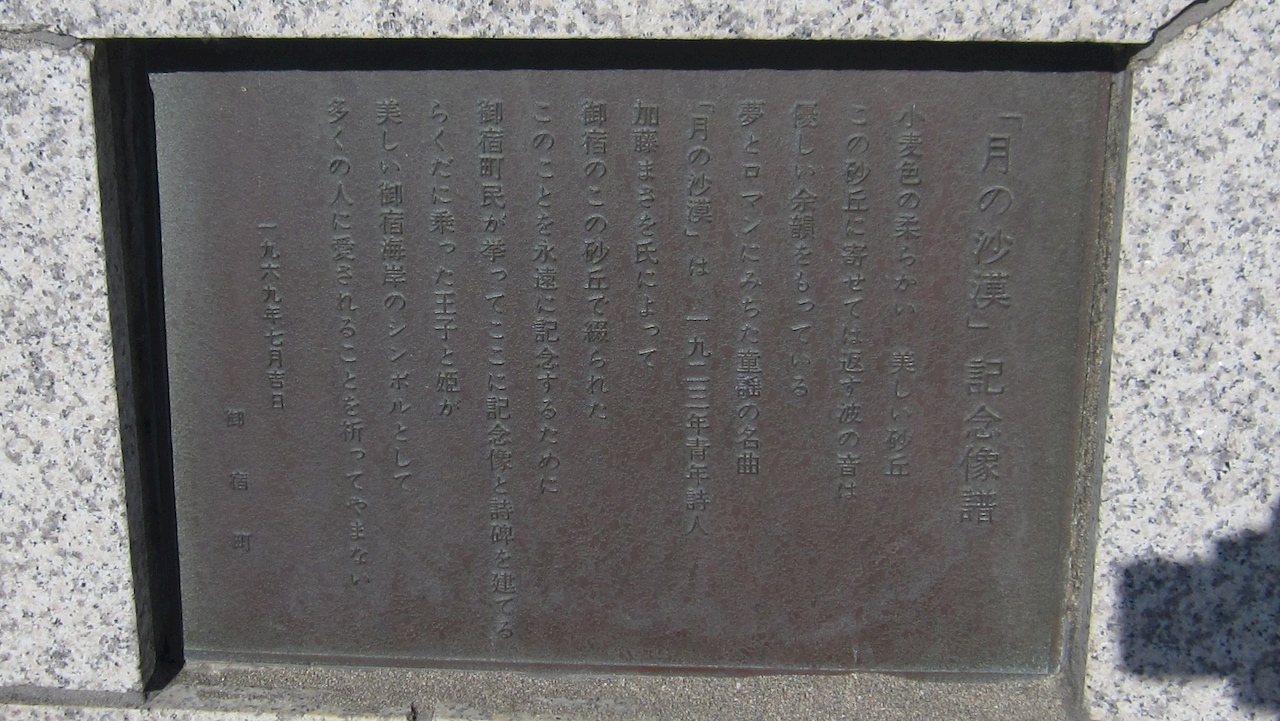 「月の沙漠」記念像譜
小麦色の柔らかい　美しい砂丘
この砂丘に寄せては返す波の音は
優しい余韻をもっている
夢とロマンにみちた童謡の名曲
「月の沙漠」は　一九二三年青年詩人
加藤まさを氏によって
御宿のこの砂丘で綴られた
このことを永遠に記念するために
御宿町民が挙ってここに記念像と詩碑を建てる
らくだに乗った王子と姫が
美しい御宿海岸のシンボルとして
多くの人に愛されることを祈ってやまない
一九六九年七月吉日
御宿町